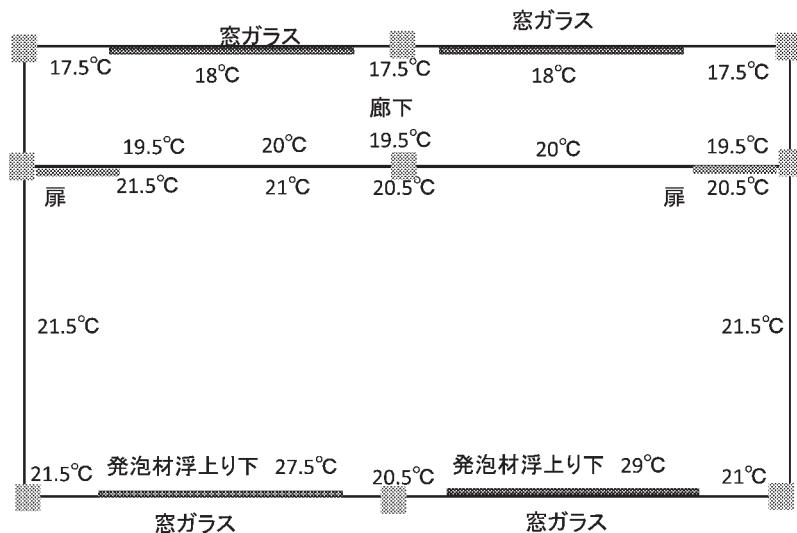 窓ガラス 窓ガラス
17.5℃ 18℃ 17.5℃ 18℃ 17.5℃
廊下
19.5℃ 20℃ 19.5℃ 20℃ 19.5℃
扉 21.5℃ 21℃ 20.5℃ 扉 20.5℃
21.5℃ 21.5℃
21.5℃ 発泡材浮上り下 27.5℃ 20.5℃ 発泡材浮上り下 29℃ 21℃
窓ガラス 窓ガラス